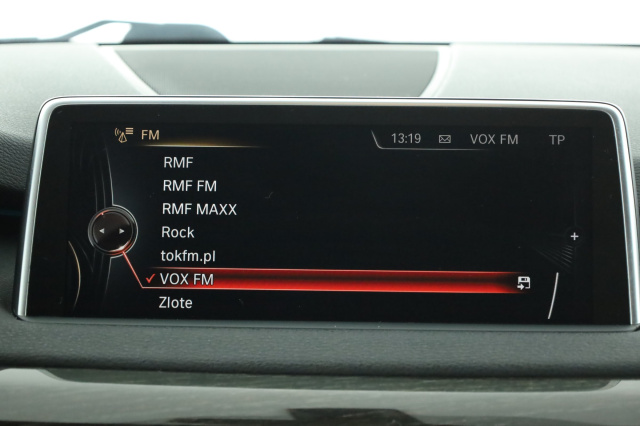 FM
13:19 VOX FM TP
RMF
RMF FM
RMF MAXX
Rock
tokfm.pl
VOX FM
Zlote